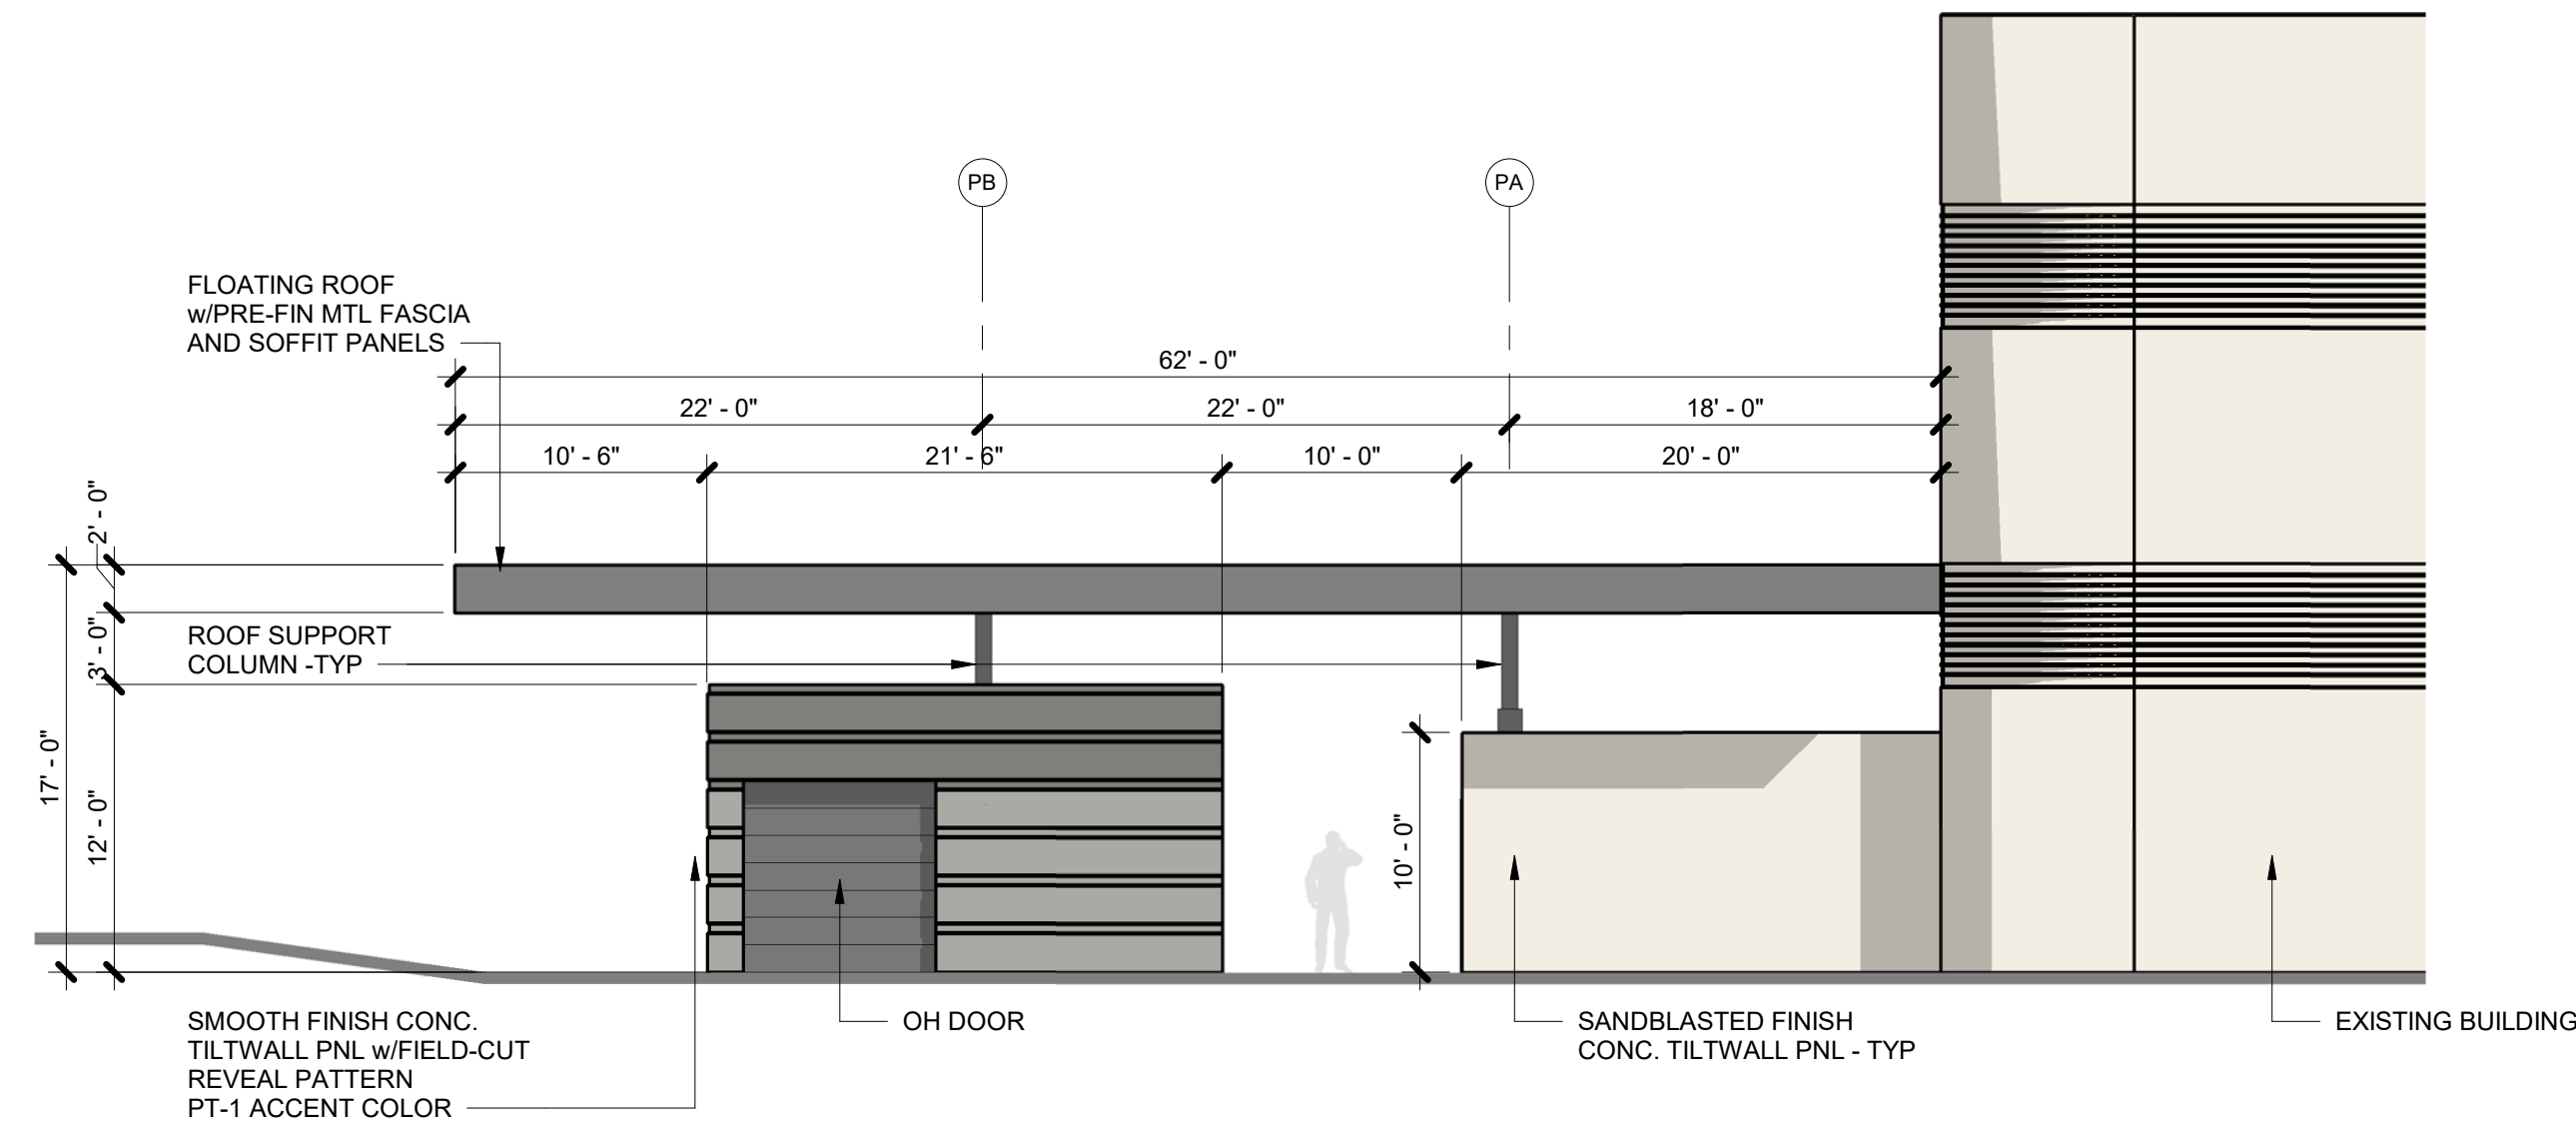 PB
PA
FLOATING ROOF
w/PRE-FIN MTL FASCIA
AND SOFFIT PANELS
62' - 0"
22' - 0"
22' - 0"
18' - 0"
10' - 6"
21' - 6"
10' - 0"
20' - 0"
2' - 0"
3' - 0"
ROOF SUPPORT
COLUMN -TYP
17' - 0"
12' - 0"
10' - 0"
SMOOTH FINISH CONC.
TILTWALL PNL w/FIELD-CUT
REVEAL PATTERN
PT-1 ACCENT COLOR
OH DOOR
SANDBLASTED FINISH
CONC. TILTWALL PNL - TYP
EXISTING BUILDING